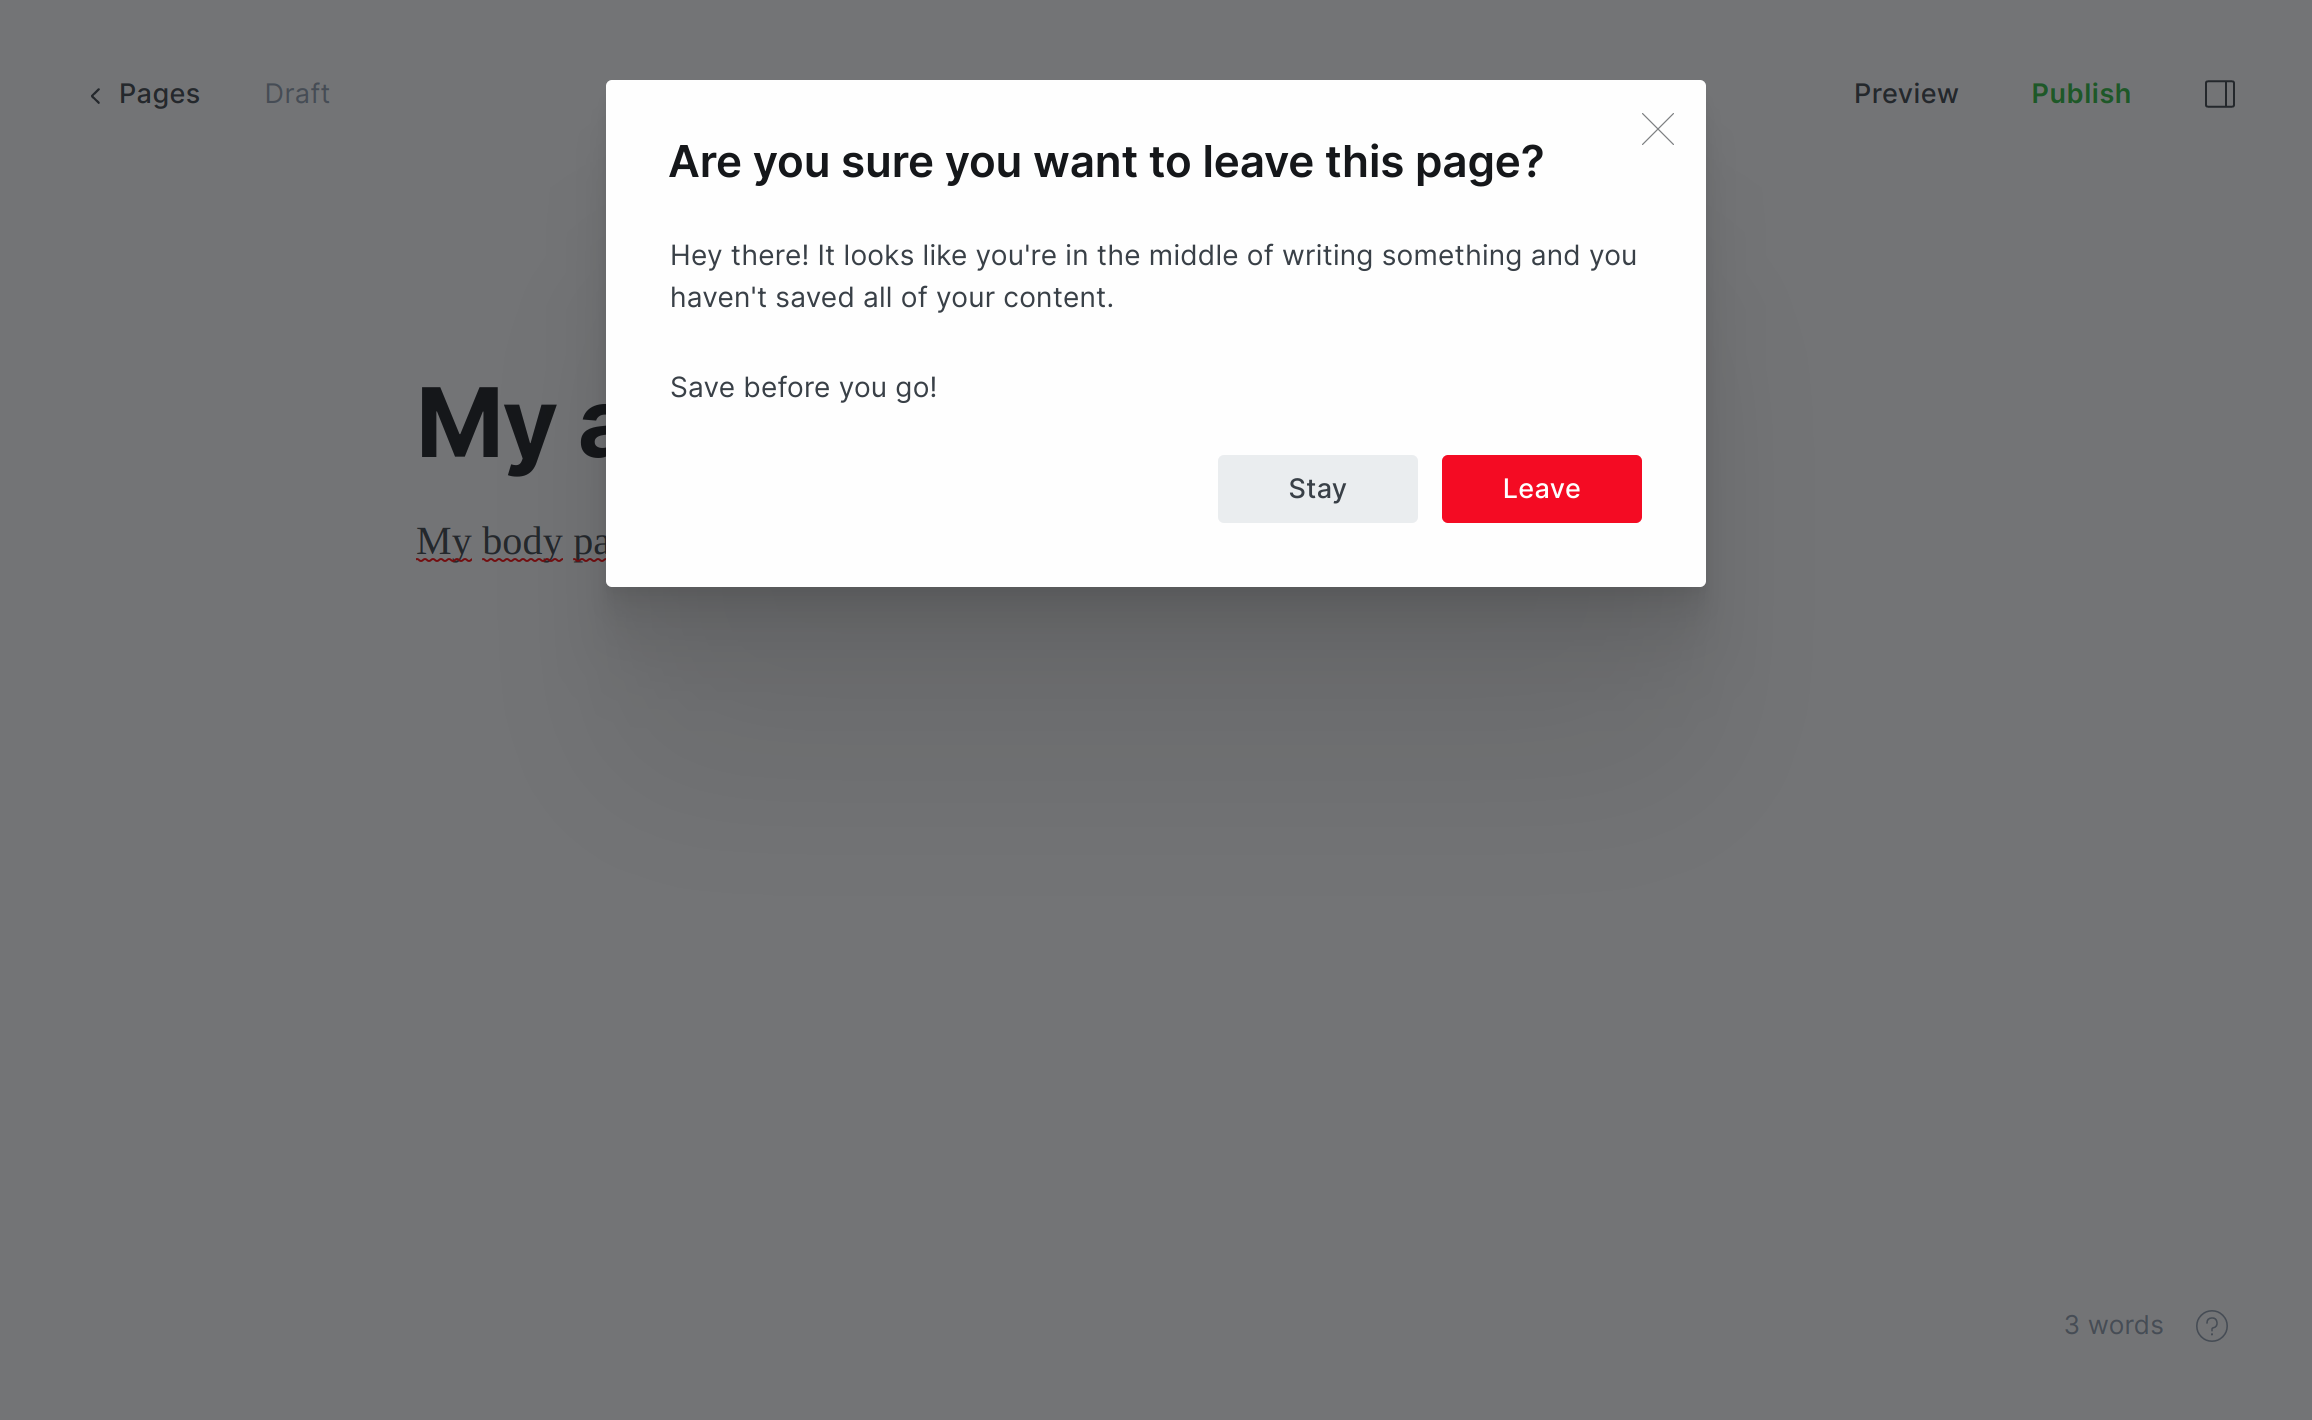 Pages
Draft
Preview
Publish
Are you sure you want to leave this page?
Hey there! It looks like you're in the middle of writing something and you
haven't saved all of your content.
Save before you go!
Stay
Leave
My
My body
3 words